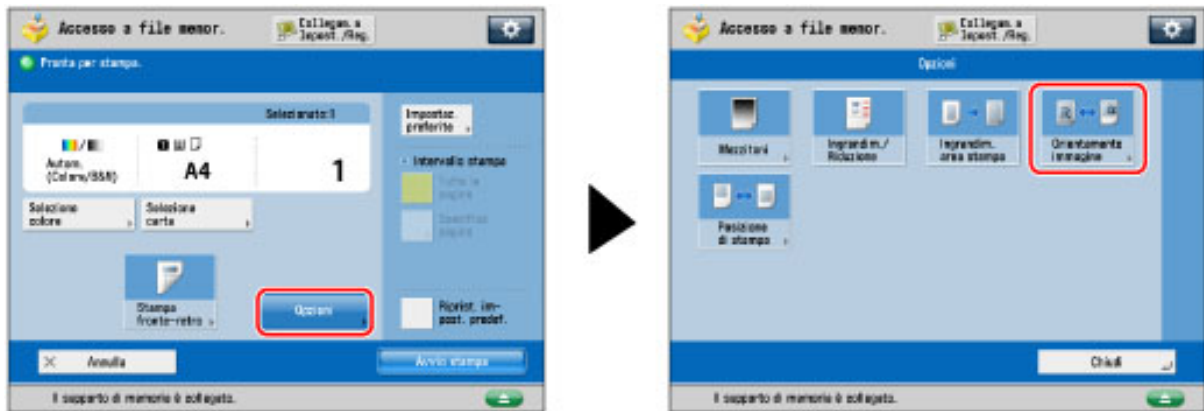 Accesso a file memor.
Collegam. a
lepost./Reg.
Pronta per stampa.
Selezionato:1
Autom.
(Colore/B&N)
A4
1
Seleziona
colore
Seleziona
carta
Stampa
fronte-retro
Opzioni
Impostaz.
preferite
Intervallo stampa
Tutte le
pagine
Specifica
pagine
Riprist. im-
post. predef.
Annulla
Avvio stampa
Il supporto di memoria è collegato.
Accesso a file memor.
Collegam. a
lepost./Reg.
Opzioni
Mezzitoni
Ingrandim./
Riduzione
Ingrandim.
area stampa
Orientamento
immagine
Posizione
di stampa
Chiudi
Il supporto di memoria è collegato.